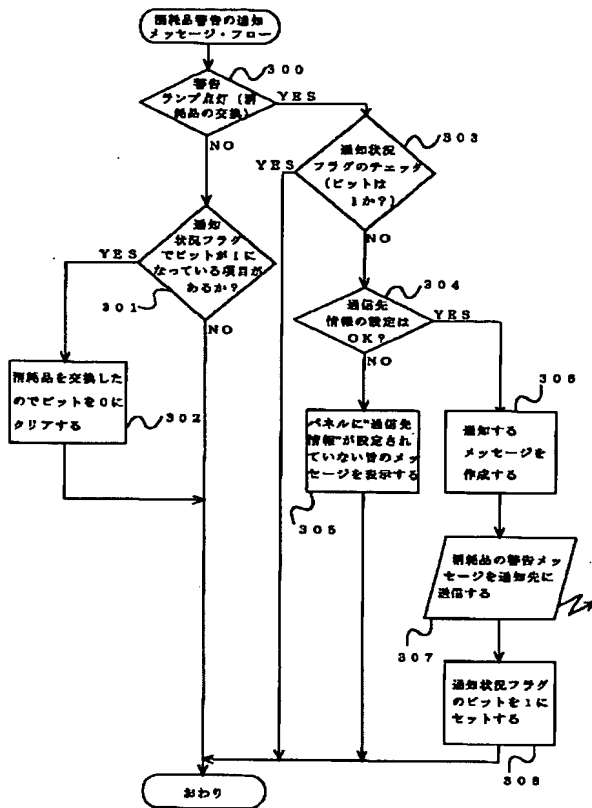 消耗品警告の通知
メッセージ・フロー
300
警告
ランプ点灯(消
耗品の交換)
YES
NO
303
通知状況
フラグのチェック
(ビットは
1か?)
YES
NO
通知
状況フラグ
でビットが1に
なっている項目が
あるか?
YES
301
NO
304
通信先
情報の設定は
OK?
YES
NO
消耗品を交換した
のでビットを0に
クリアする
302
パネルに"通信先
情報"が設定され
ていない旨のメッ
セージを表示する
305
306
通知する
メッセージを
作成する
消耗品の警告メッ
セージを通知先に
送信する
307
通知状況フラグ
のビットを1に
セットする
308
おわり